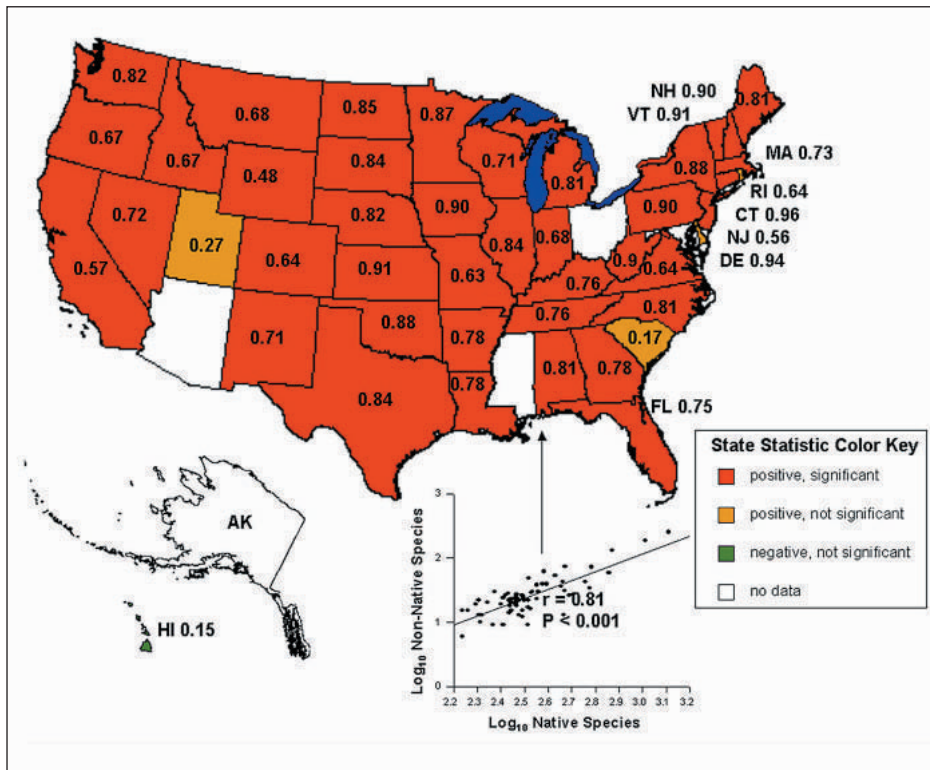 NH 0.90
VT 0.91
0.82
0.68
0.85
0.87
0.81
0.67
0.67
0.48
0.84
0.71
0.81
0.88
MA 0.73
RI 0.64
CT 0.96
NJ 0.56
DE 0.94
0.72
0.27
0.82
0.90
0.90
0.57
0.64
0.91
0.63
0.84
0.68
0.76
0.9
0.64
0.71
0.88
0.78
0.76
0.81
0.84
0.78
0.81
0.78
0.17
FL 0.75
State Statistic Color Key
positive, significant
positive, not significant
negative, not significant
no data
AK
HI 0.15
3
2
1
0
Log10 Non-Native Species
r = 0.81
P ≤ 0.001
2.2 2.3 2.4 2.5 2.6 2.7 2.8 2.9 3.0 3.1 3.2
Log10 Native Species